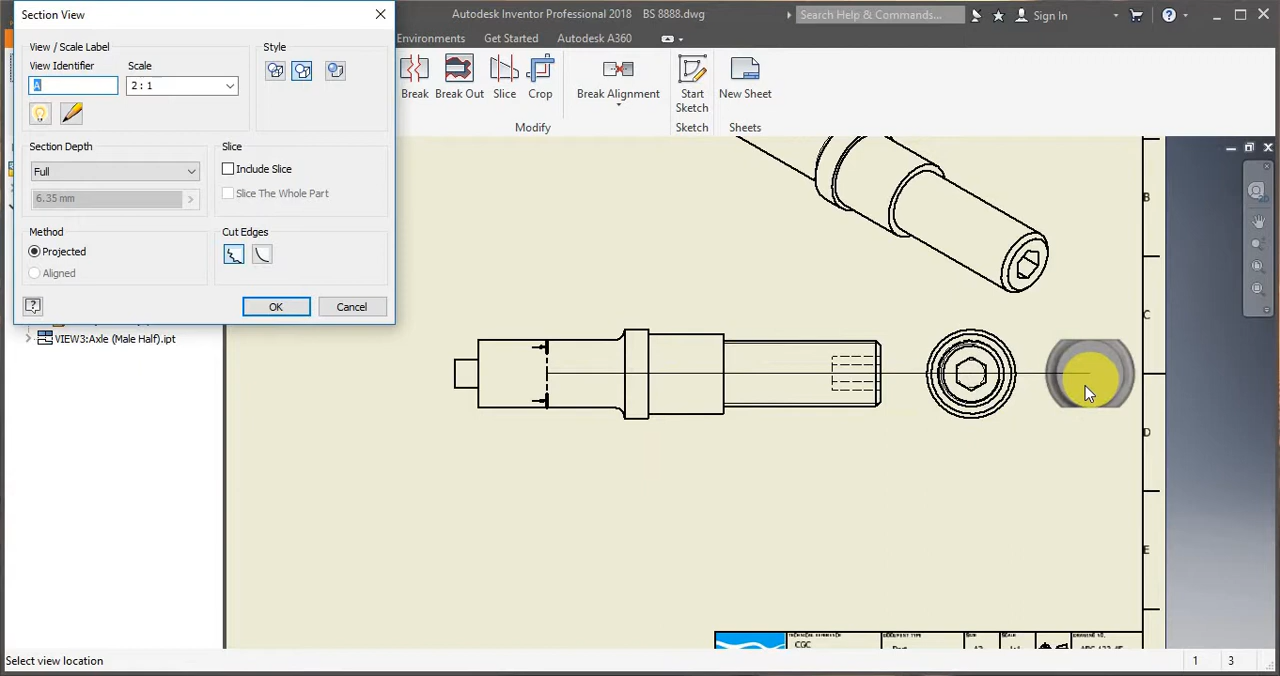 Section View
View / Scale Label
View Identifier
Scale
A
2 : 1
Style
Section Depth
Full
6.35 mm
Slice
Include Slice
Slice The Whole Part
Method
Projected
Aligned
Cut Edges
OK
Cancel
Autodesk Inventor Professional 2018 BS 8888.dwg
Search Help & Commands...
Sign In
Environments
Get Started
Autodesk A360
Break
Break Out
Slice
Crop
Break Alignment
Start
Sketch
New Sheet
Modify
Sketch
Sheets
VIEW3:Axle (Male Half).ipt
B
C
D
E
CGC
Select view location
1
3